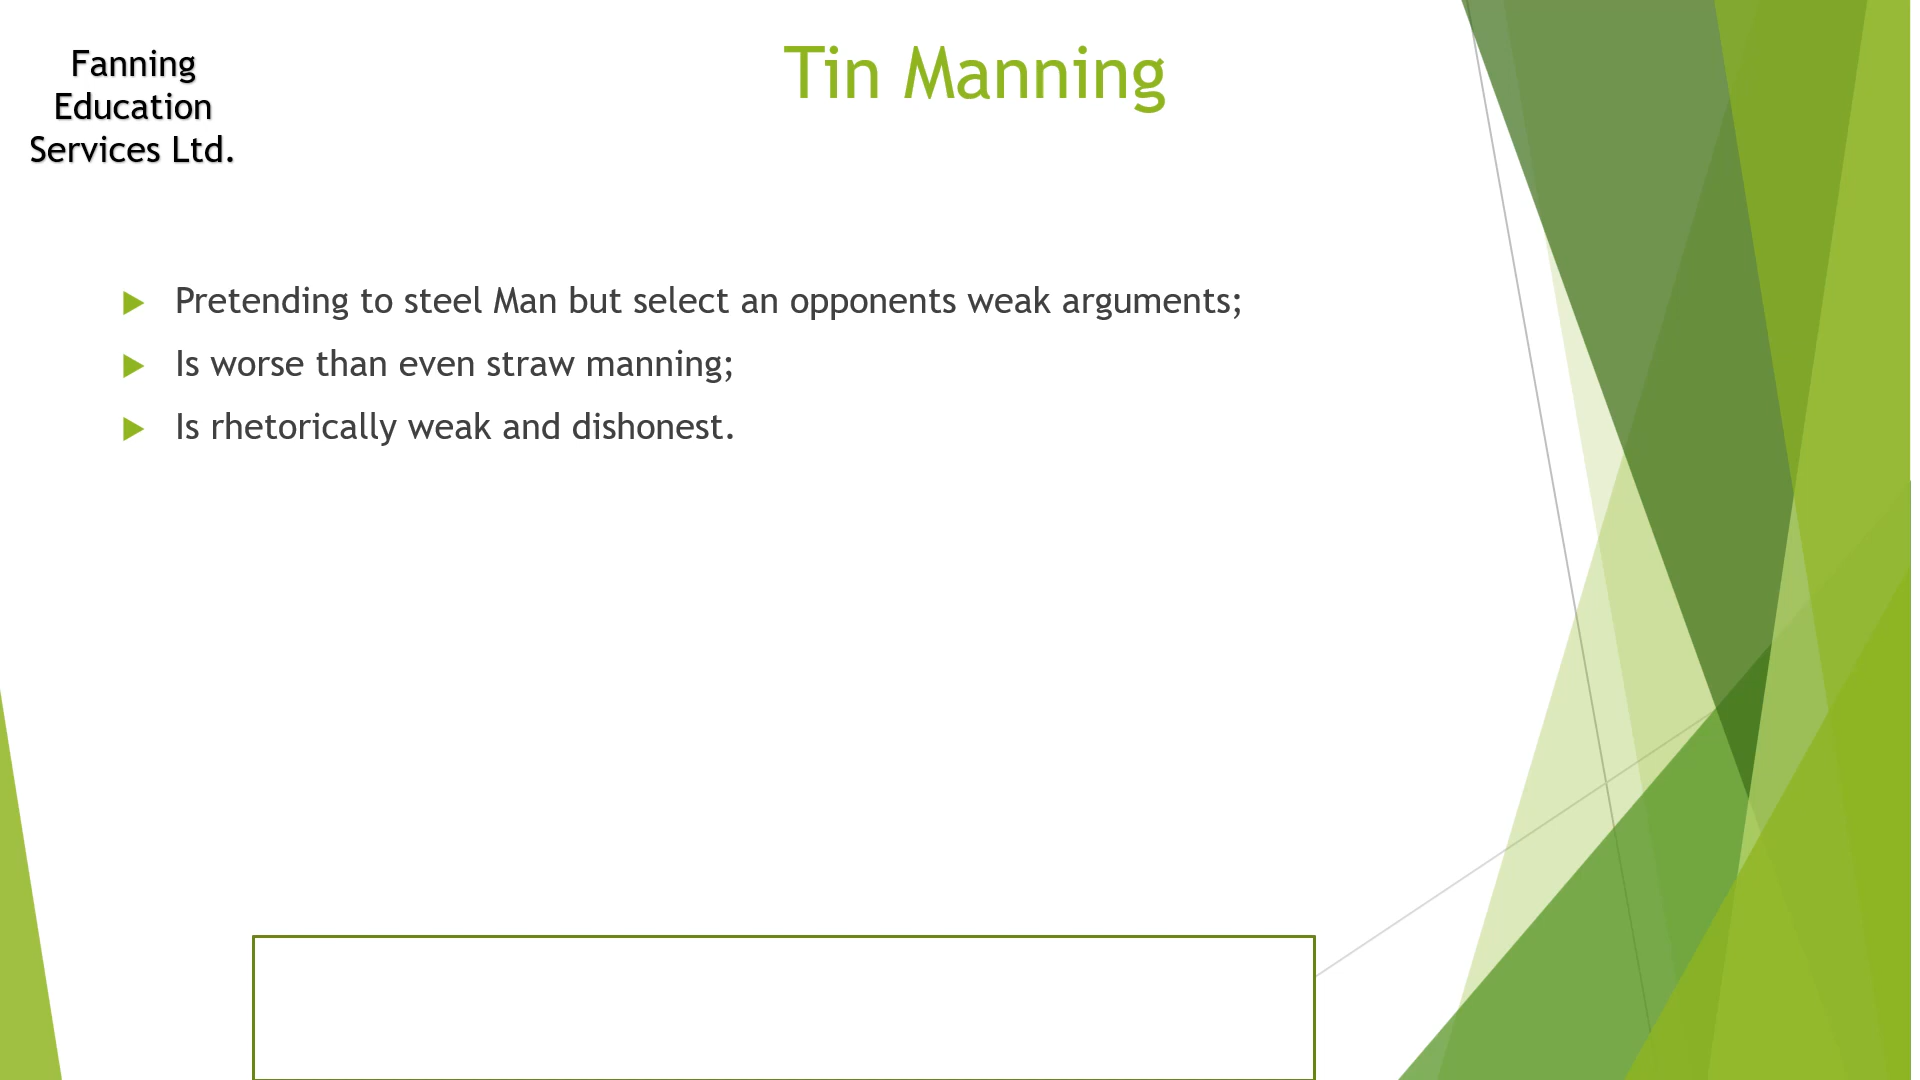 Fanning
Education
Services Ltd.
Tin Manning
Pretending to steel Man but select an opponents weak arguments;
Is worse than even straw manning;
Is rhetorically weak and dishonest.